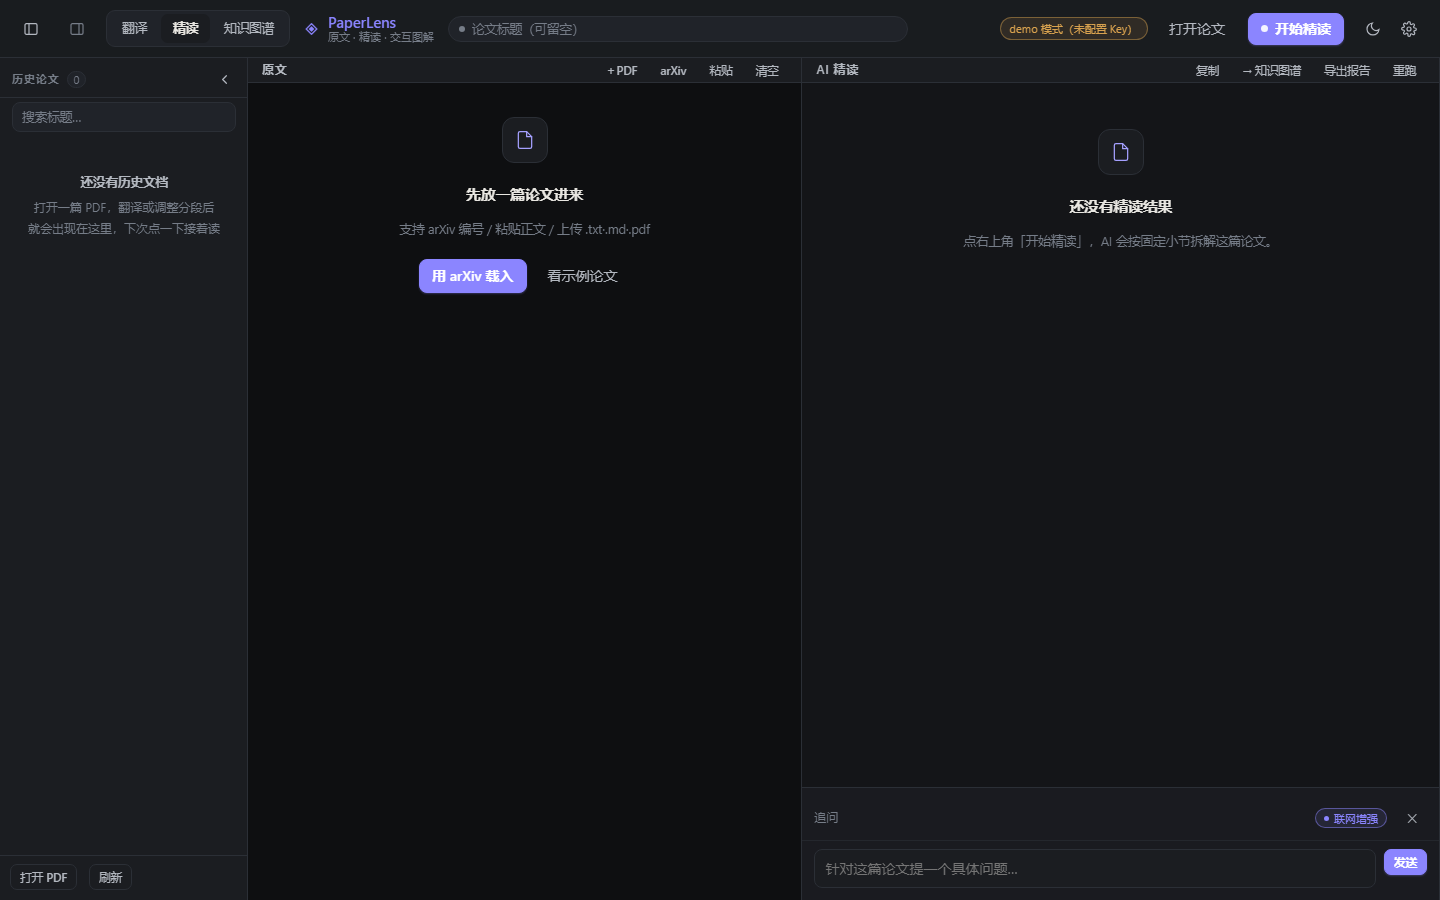 翻译
精读
知识图谱
PaperLens
原文 · 精读 · 交互图解
论文标题（可留空）
demo 模式（未配置 Key）
打开论文
开始精读
历史论文 0
搜索标题...
还没有历史文档
打开一篇 PDF，翻译或调整分段后
就会出现在这里，下次点一下接着读
打开 PDF
刷新
原文
+ PDF
arXiv
粘贴
清空
先放一篇论文进来
支持 arXiv 编号 / 粘贴正文 / 上传 .txt·.md·.pdf
用 arXiv 载入
看示例论文
AI 精读
复制
→ 知识图谱
导出报告
重跑
还没有精读结果
点右上角「开始精读」，AI 会按固定小节拆解这篇论文。
追问
联网增强
针对这篇论文提一个具体问题...
发送